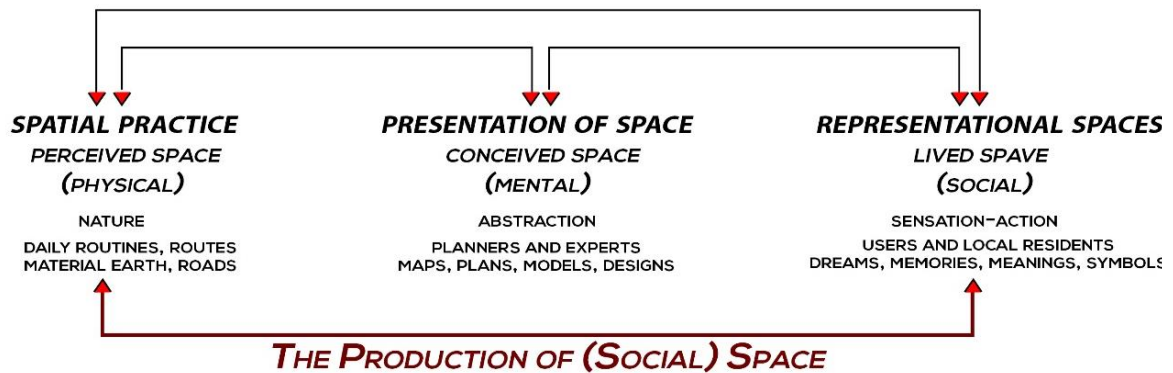 SPATIAL PRACTICE
PERCEIVED SPACE
(PHYSICAL)
NATURE
DAILY ROUTINES, ROUTES
MATERIAL EARTH, ROADS
PRESENTATION OF SPACE
CONCEIVED SPACE
(MENTAL)
ABSTRACTION
PLANNERS AND EXPERTS
MAPS, PLANS, MODELS, DESIGNS
REPRESENTATIONAL SPACES
LIVED SPAVE
(SOCIAL)
SENSATION-ACTION
USERS AND LOCAL RESIDENTS
DREAMS, MEMORIES, MEANINGS, SYMBOLS
THE PRODUCTION OF (SOCIAL) SPACE